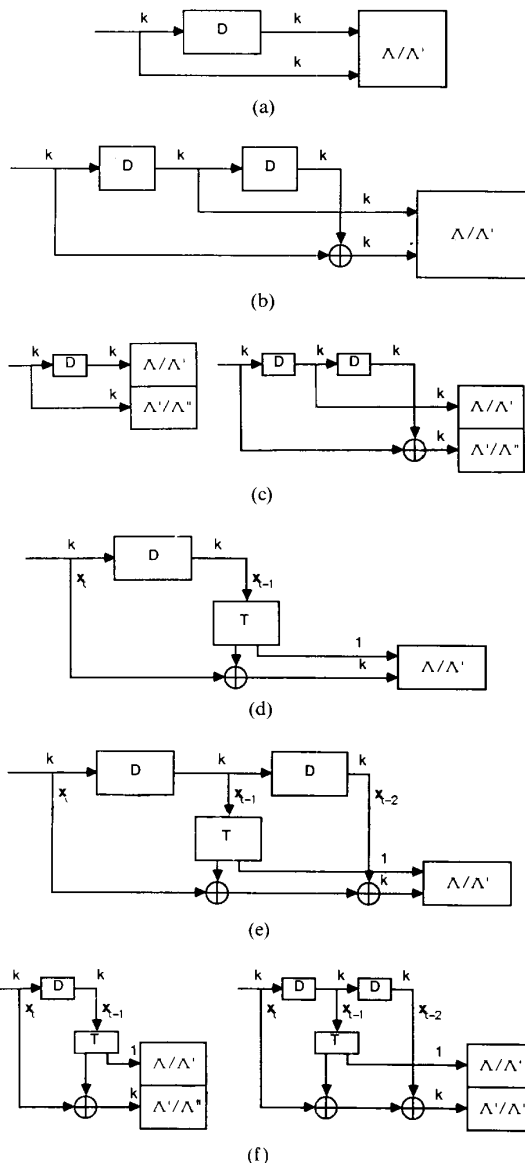 k D k Λ/Λ'
k
(a)
k D k D k
k Λ/Λ'
k
(b)
k D k Λ/Λ' k D k D k
k Λ'/Λ" k Λ/Λ'
k Λ'/Λ"
(c)
k D k
x_t x_{t-1}
T
1
k Λ/Λ'
(d)
k D k D k
x_t x_{t-1} x_{t-2}
T
1
k Λ/Λ'
(e)
k D k k D k D k
x_t x_{t-1} x_t x_{t-1} x_{t-2}
T 1 Λ/Λ' T 1 Λ/Λ'
k Λ'/Λ" k Λ'/Λ"
(f)